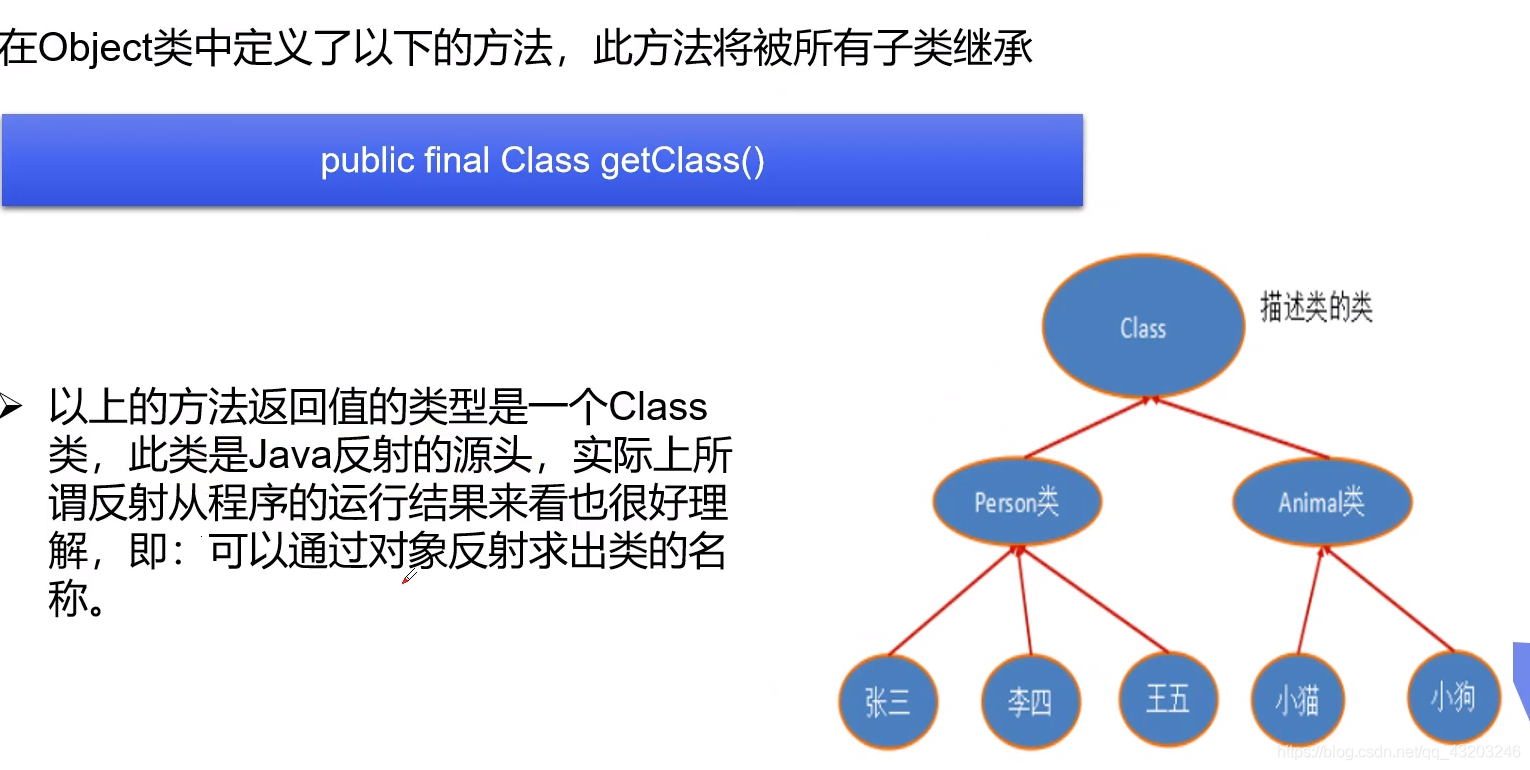 在Object类中定义了以下的方法，此方法将被所有子类继承
public final Class getClass()
Class
描述类的类
以上的方法返回值的类型是一个Class
类，此类是Java反射的源头，实际上所
谓反射从程序的运行结果来看也很好理
解，即：可以通过对象反射求出类的名
称。
Person类
Animal类
张三
李四
王五
小猫
小狗
https://blog.csdn.net/qq_43203246